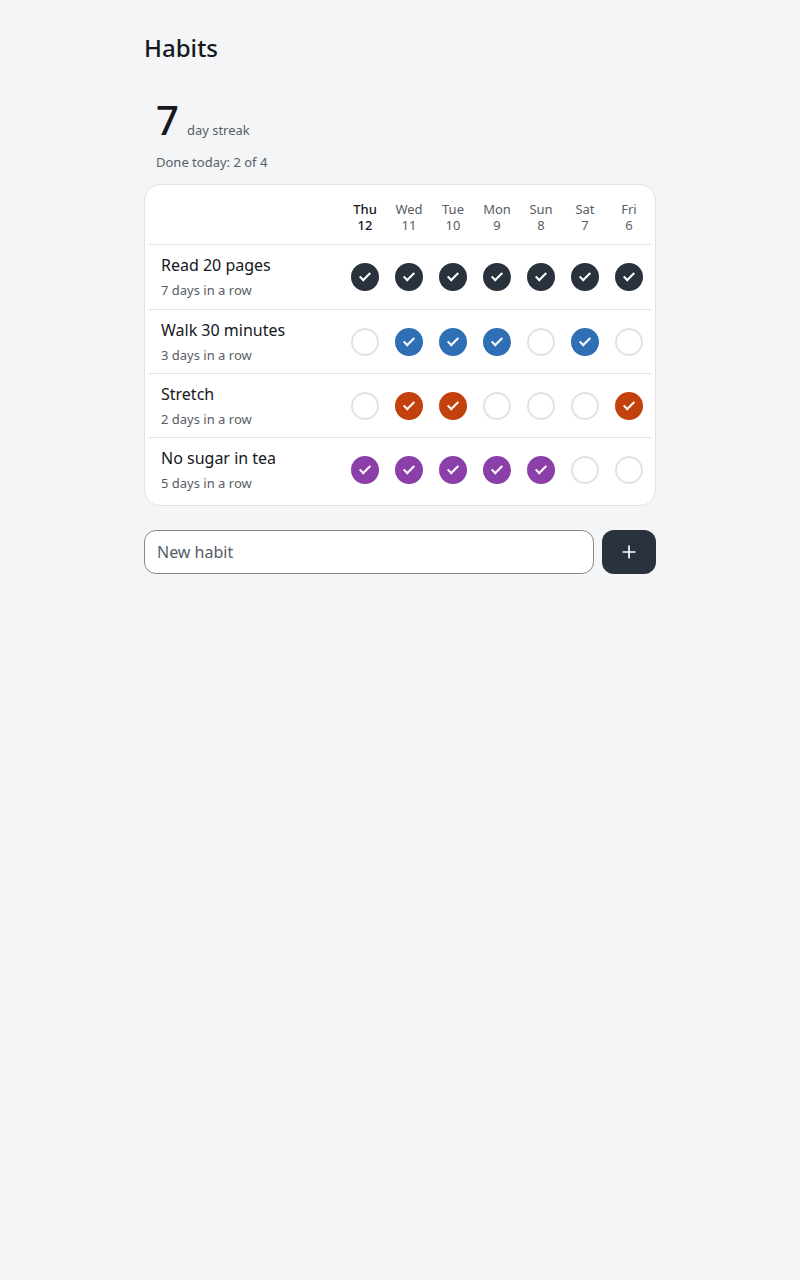 Habits
7 day streak
Done today: 2 of 4
Thu Wed Tue Mon Sun Sat Fri
12 11 10 9 8 7 6
Read 20 pages
7 days in a row
Walk 30 minutes
3 days in a row
Stretch
2 days in a row
No sugar in tea
5 days in a row
New habit